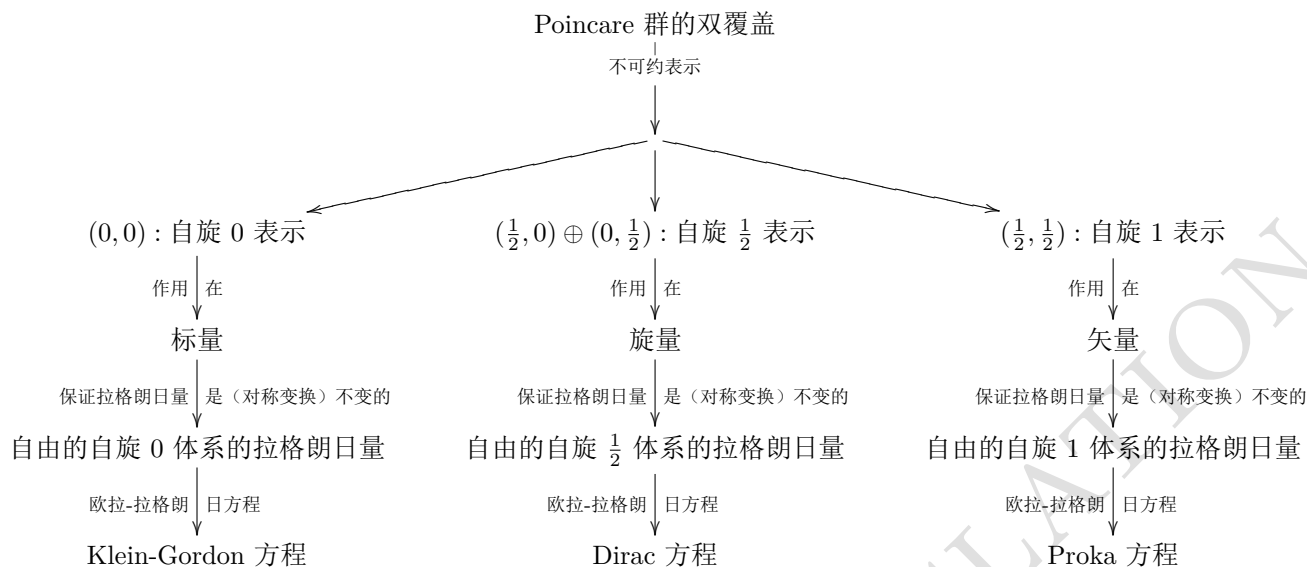 Poincare 群的双覆盖
不可约表示
(0, 0) : 自旋 0 表示
(1/2, 0) ⊕ (0, 1/2) : 自旋 1/2 表示
(1/2, 1/2) : 自旋 1 表示
作用 在
作用 在
作用 在
标量
旋量
矢量
保证拉格朗日量 是（对称变换）不变的
保证拉格朗日量 是（对称变换）不变的
保证拉格朗日量 是（对称变换）不变的
自由的自旋 0 体系的拉格朗日量
自由的自旋 1/2 体系的拉格朗日量
自由的自旋 1 体系的拉格朗日量
欧拉-拉格朗 日方程
欧拉-拉格朗 日方程
欧拉-拉格朗 日方程
Klein-Gordon 方程
Dirac 方程
Proka 方程
ELATION